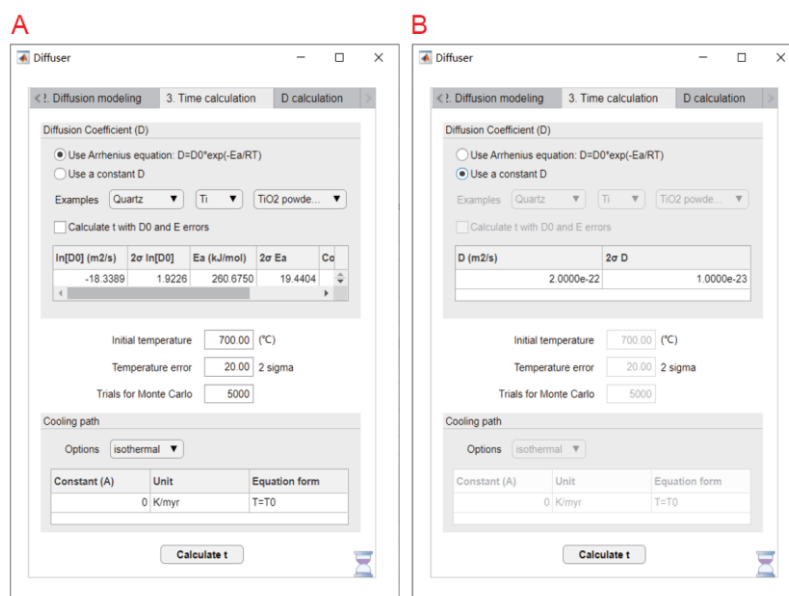 A
Diffuser
2. Diffusion modeling
3. Time calculation
D calculation
Diffusion Coefficient (D)
Use Arrhenius equation: D=D0*exp(-Ea/RT)
Use a constant D
Examples Quartz Ti TiO2 powde...
Calculate t with D0 and E errors
ln[D0] (m2/s) 2σ ln[D0] Ea (kJ/mol) 2σ Ea Co
-18.3389 1.9226 260.6750 19.4404
Initial temperature 700.00 (℃)
Temperature error 20.00 2 sigma
Trials for Monte Carlo 5000
Cooling path
Options isothermal
Constant (A) Unit Equation form
0 K/myr T=T0
Calculate t
B
Diffuser
2. Diffusion modeling
3. Time calculation
D calculation
Diffusion Coefficient (D)
Use Arrhenius equation: D=D0*exp(-Ea/RT)
Use a constant D
Examples Quartz Ti TiO2 powde...
Calculate t with D0 and E errors
D (m2/s) 2σ D
2.0000e-22 1.0000e-23
Initial temperature 700.00 (℃)
Temperature error 20.00 2 sigma
Trials for Monte Carlo 5000
Cooling path
Options isothermal
Constant (A) Unit Equation form
0 K/myr T=T0
Calculate t